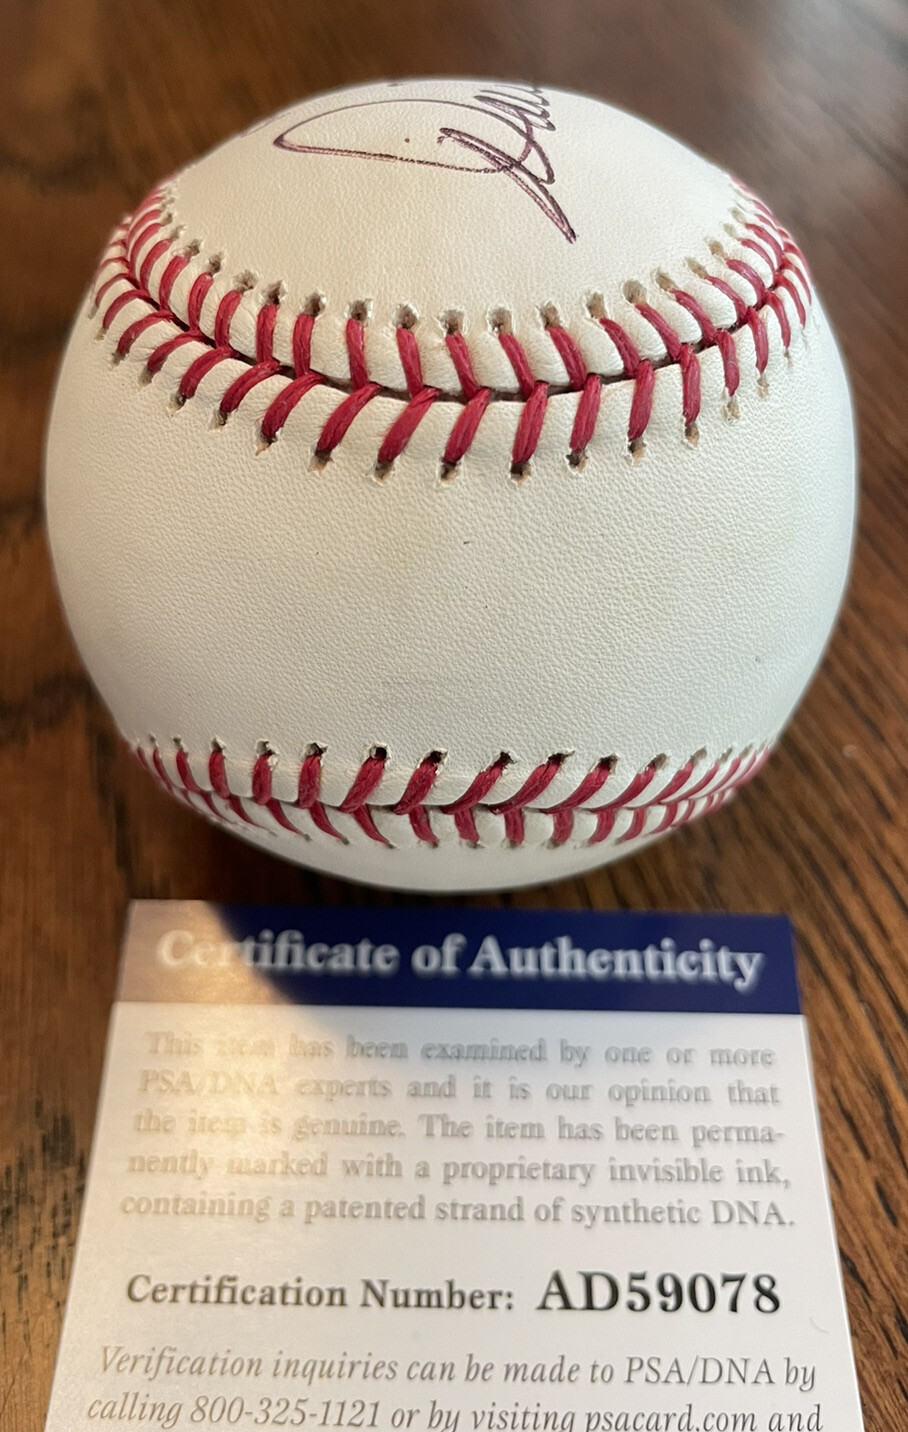 Certificate of Authenticity
This item has been examined by one or more
PSA/DNA experts and it is our opinion that
the item is genuine. The item has been perma-
nently marked with a proprietary invisible ink,
containing a patented strand of synthetic DNA.
Certification Number: AD59078
Verification inquiries can be made to PSA/DNA by
calling 800-325-1121 or by visiting psacard.com and